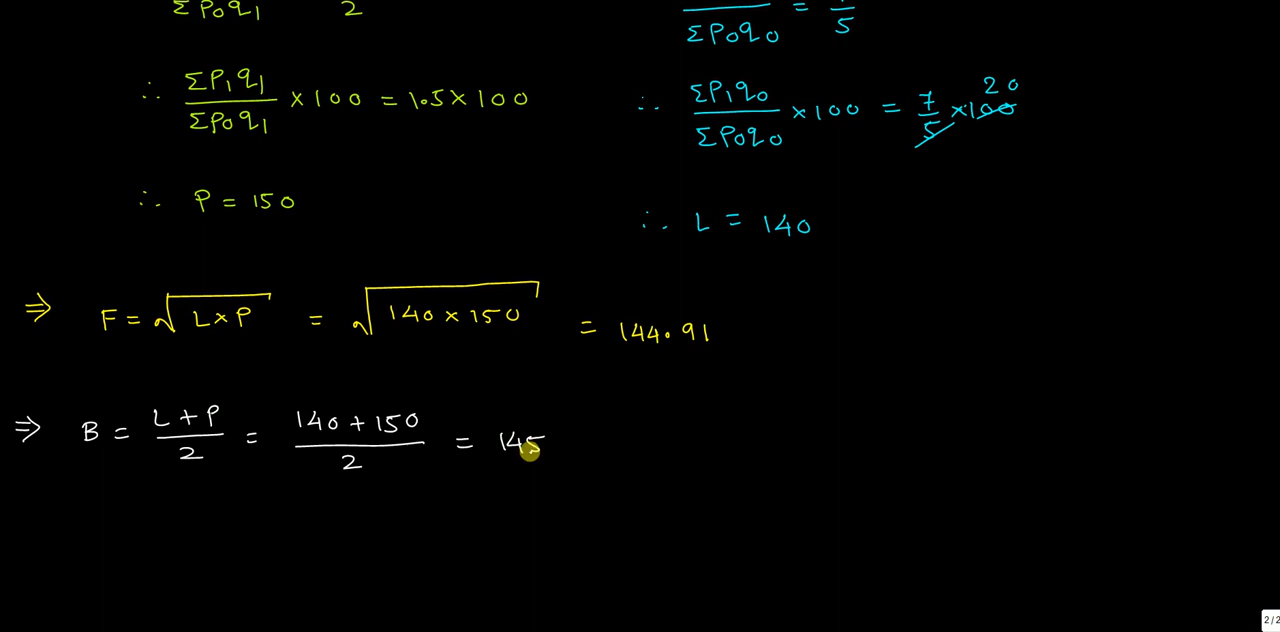 ΣP₀q₁ 2
ΣP₀q₀ = 5
∴ ΣP₁q₁ / ΣP₀q₁ × 100 = 1.5 × 100
∴ ΣP₁q₀ / ΣP₀q₀ × 100 = 7/5 × 100 20
∴ P = 150
∴ L = 140
⇒ F = √(L × P) = √(140 × 150) = 144.91
⇒ B = L + P / 2 = 140 + 150 / 2 = 145
2/2